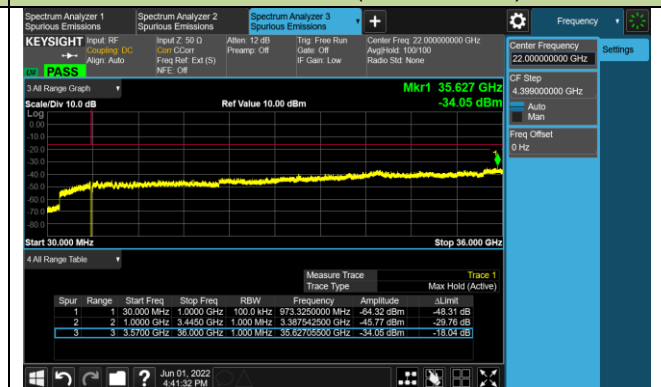 Spectrum Analyzer 1 Spectrum Analyzer 2 Spectrum Analyzer 3
Spurious Emissions Spurious Emissions Spurious Emissions
Frequency
KEYSIGHT Input: RF Input Z: 50 Ω Atten: 12 dB Trig: Free Run Center Freq: 22.000000000 GHz
Coupling: DC Corr CCorr Preamp: Off Gate: Off Avg|Hold: 100/100
Align: Auto Freq Ref: Ext (S) IF Gain: Low Radio Std: None
NFE: Off
LW PASS
Center Frequency
22.000000000 GHz
Settings
CF Step
4.399000000 GHz
Auto
Man
Freq Offset
0 Hz
3 All Range Graph
Mkr1 35.627 GHz
Scale/Div 10.0 dB Ref Value 10.00 dBm -34.05 dBm
Log
0.00
-10.0
-20.0
-30.0
-40.0
-50.0
-60.0
-70.0
-80.0
1
Start 30.000 MHz Stop 36.000 GHz
4 All Range Table
Measure Trace Trace 1
Trace Type Max Hold (Active)
Spur Range Start Freq Stop Freq RBW Frequency Amplitude ΔLimit
1 1 30.000 MHz 1.0000 GHz 100.0 kHz 973.3250000 MHz -64.32 dBm -48.31 dB
2 2 1.0000 GHz 3.4450 GHz 1.000 MHz 3.387542500 GHz -45.77 dBm -29.76 dB
3 3 3.5700 GHz 36.000 GHz 1.000 MHz 35.62705500 GHz -34.05 dBm -18.04 dB
Jun 01, 2022
4:41:32 PM